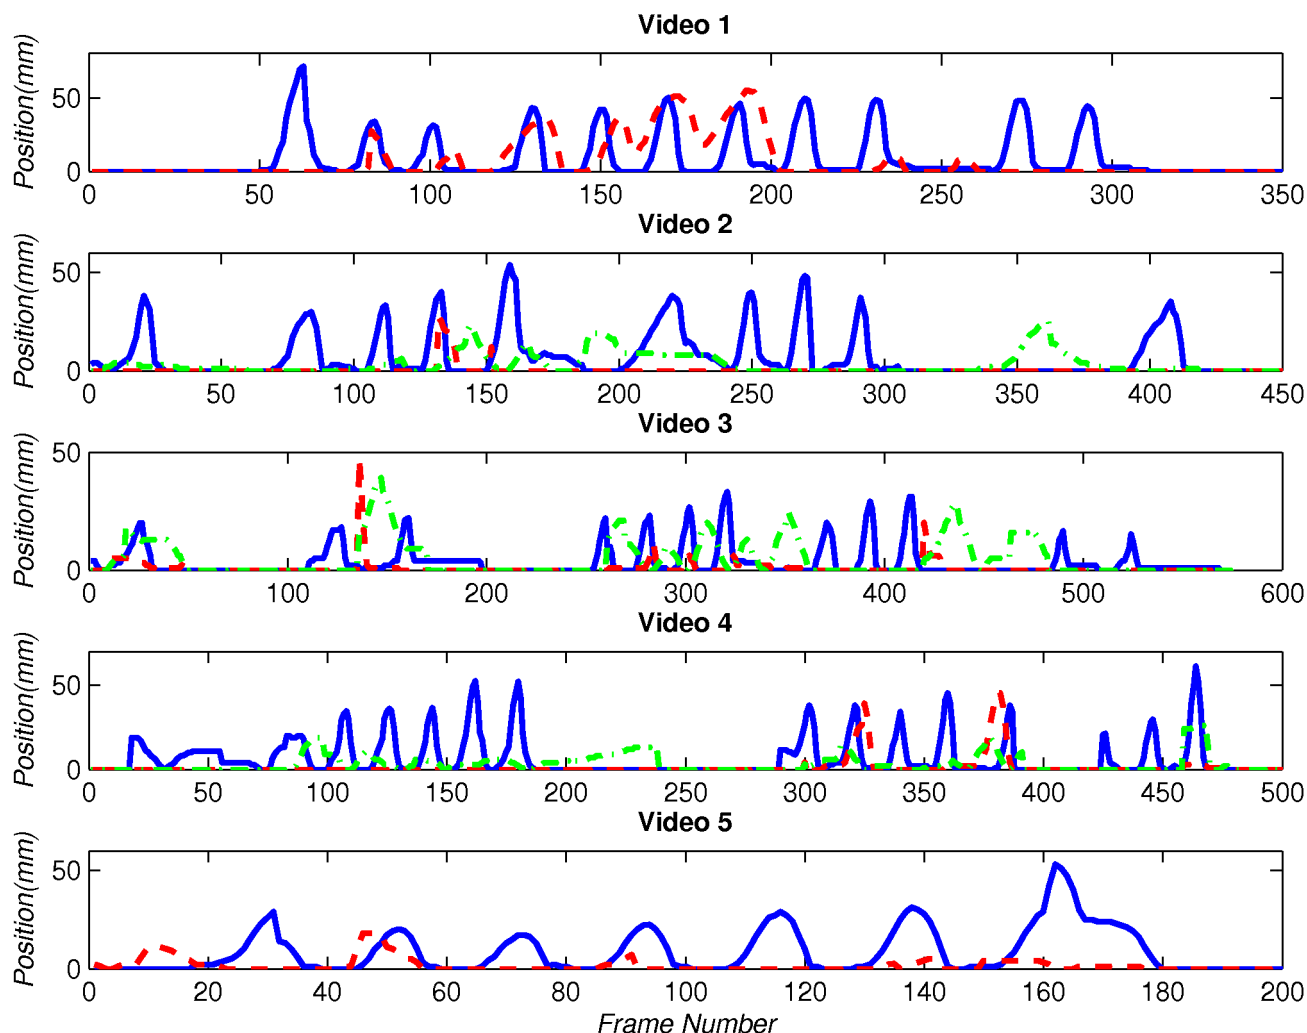 Video 1
Position(mm)
50
0
0 50 100 150 200 250 300 350
Video 2
Position(mm)
50
0
0 50 100 150 200 250 300 350 400 450
Video 3
Position(mm)
50
0
0 100 200 300 400 500 600
Video 4
Position(mm)
50
0
0 50 100 150 200 250 300 350 400 450 500
Video 5
Position(mm)
50
0
0 20 40 60 80 100 120 140 160 180 200
Frame Number